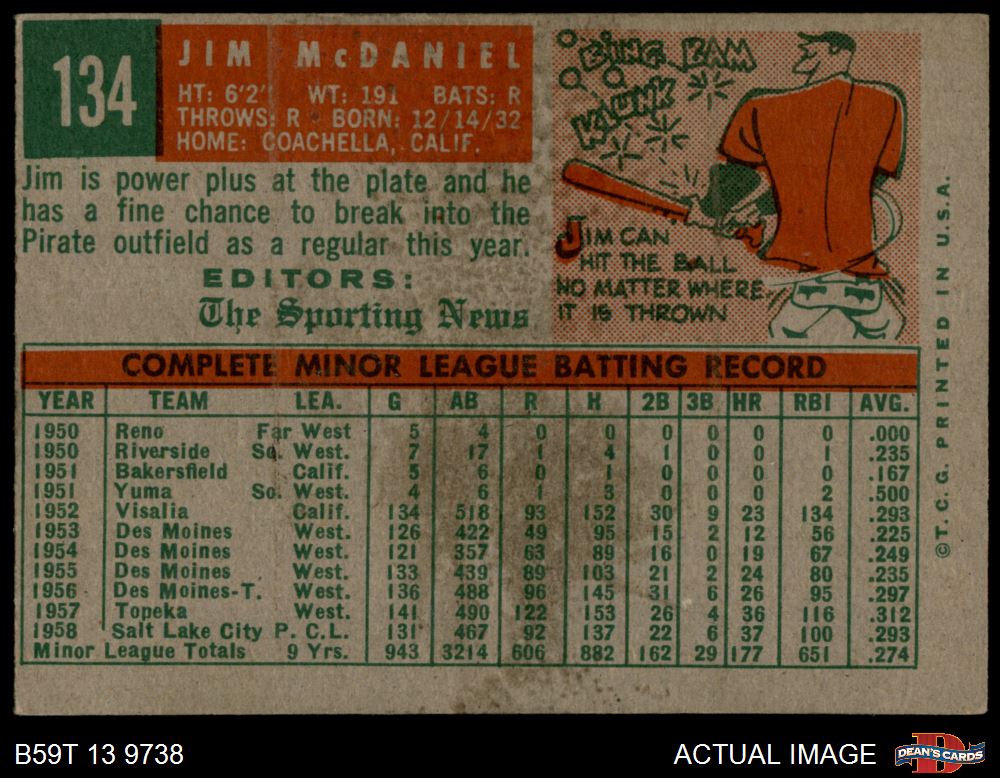 134
JIM McDANIEL
HT: 6'2" WT: 191 BATS: R
THROWS: R • BORN: 12/14/32
HOME: COACHELLA, CALIF.
Jim is power plus at the plate and he
has a fine chance to break into the
Pirate outfield as a regular this year.
EDITORS:
The Sporting News
BING BAM
KLUNK
JIM CAN
HIT THE BALL
NO MATTER WHERE
IT IS THROWN
COMPLETE MINOR LEAGUE BATTING RECORD
YEAR TEAM LEA. G AB R H 2B 3B HR RBI AVG.
1950 Reno Far West 5 4 0 0 0 0 0 0 .000
1950 Riverside So. West. 7 17 1 4 1 0 0 1 .235
1951 Bakersfield Calif. 5 6 0 1 0 0 0 0 .167
1951 Yuma So. West. 4 6 1 3 0 0 0 2 .500
1952 Visalia Calif. 134 518 93 152 30 9 23 134 .293
1953 Des Moines West. 126 422 49 95 15 2 12 56 .225
1954 Des Moines West. 121 357 63 89 16 0 19 67 .249
1955 Des Moines West. 133 439 89 103 21 2 24 80 .235
1956 Des Moines-T. West. 136 488 96 145 31 6 26 95 .297
1957 Topeka West. 141 490 122 153 26 4 36 116 .312
1958 Salt Lake City P. C. L. 131 467 92 137 22 6 37 100 .293
Minor League Totals 9 Yrs. 943 3214 606 882 162 29 177 651 .274
© T. C. G. PRINTED IN U. S. A.
B59T 13 9738
ACTUAL IMAGE
DEAN'S CARDS